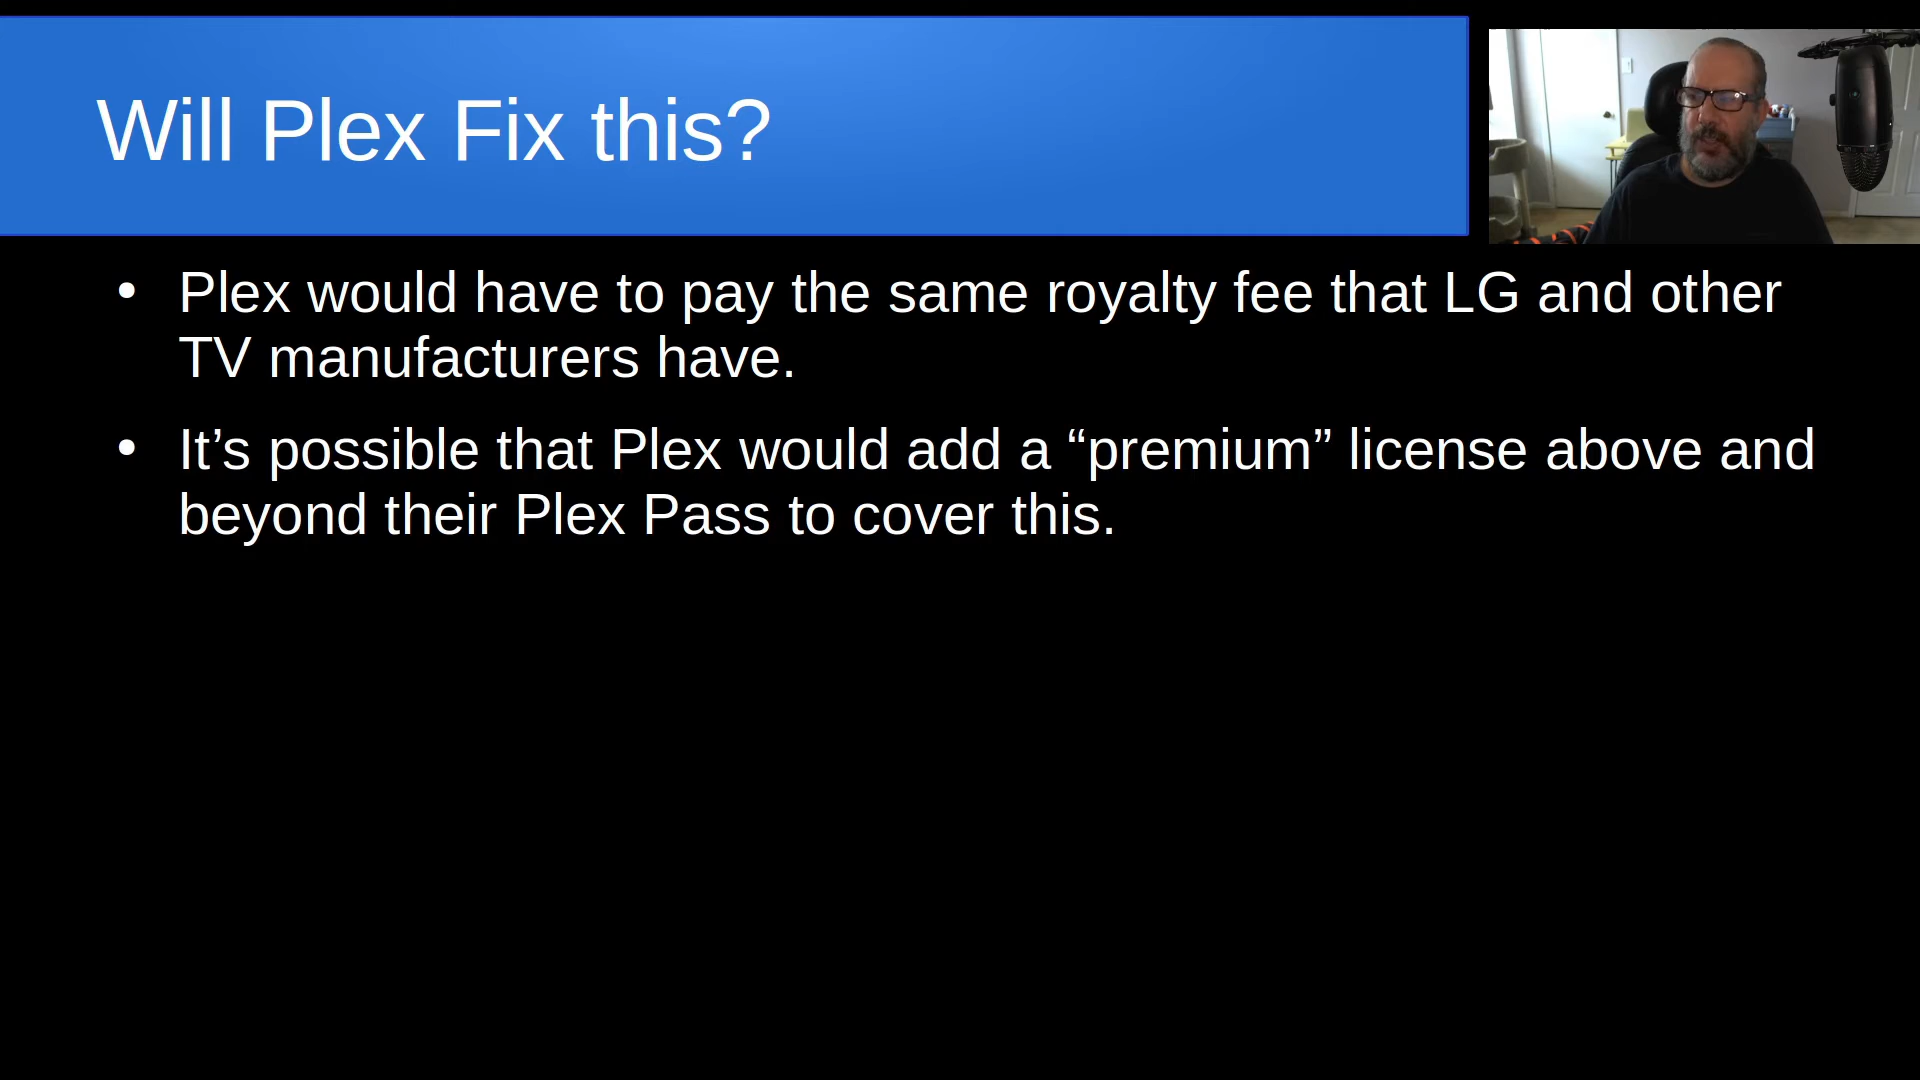 Will Plex Fix this?
• Plex would have to pay the same royalty fee that LG and other
TV manufacturers have.
• It’s possible that Plex would add a “premium” license above and
beyond their Plex Pass to cover this.